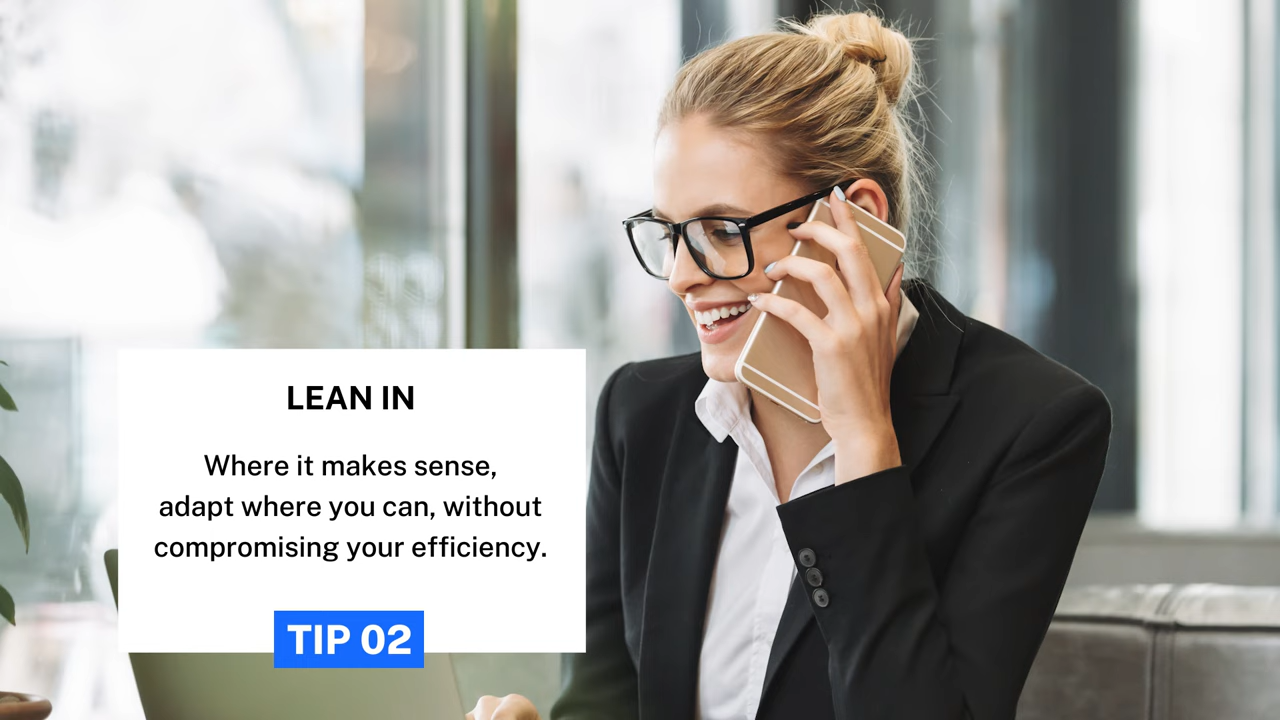 LEAN IN
Where it makes sense,
adapt where you can, without
compromising your efficiency.
TIP 02